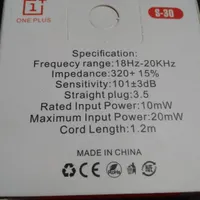 1+
ONE PLUS
S-30
Specification:
Frequecy range:18Hz-20KHz
Impedance:320+ 15%
Sensitivity:101±3dB
Straight plug:3.5
Rated Input Power:10mW
Maximum Input Power:20mW
Cord Length:1.2m
MADE IN CHINA